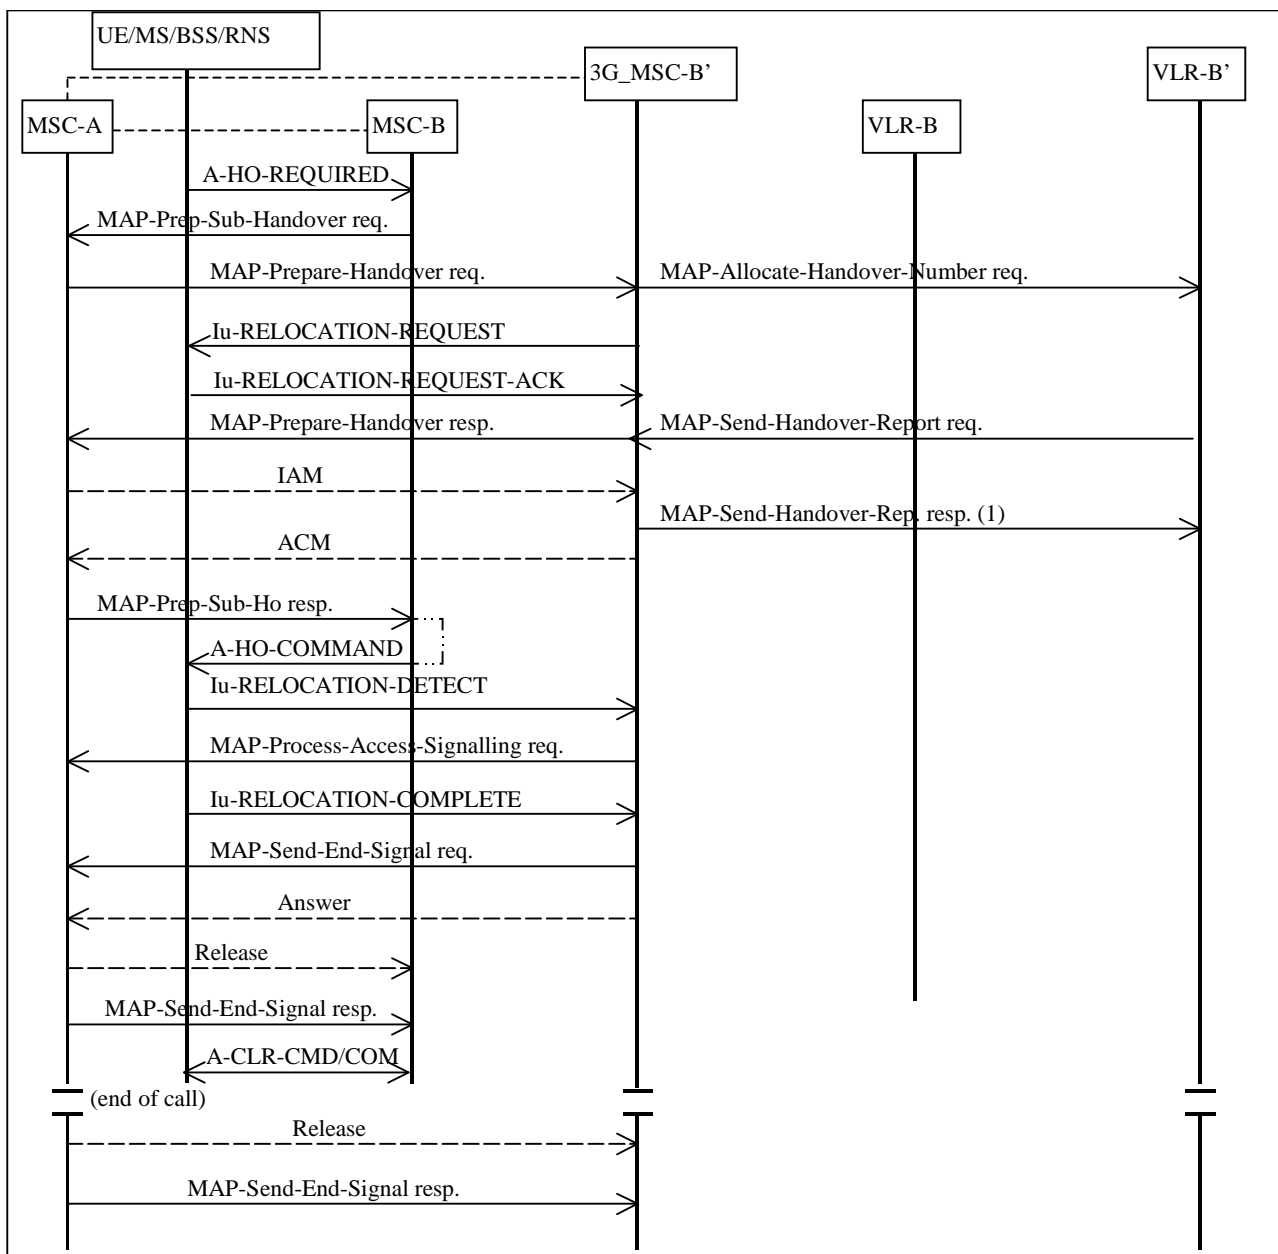 UE/MS/BSS/RNS
3G_MSC-B’
VLR-B’
MSC-A
MSC-B
VLR-B
A-HO-REQUIRED
MAP-Prep-Sub-Handover req.
MAP-Prepare-Handover req.
MAP-Allocate-Handover-Number req.
Iu-RELOCATION-REQUEST
Iu-RELOCATION-REQUEST-ACK
MAP-Prepare-Handover resp.
MAP-Send-Handover-Report req.
IAM
MAP-Send-Handover-Rep. resp. (1)
ACM
MAP-Prep-Sub-Ho resp.
A-HO-COMMAND
Iu-RELOCATION-DETECT
MAP-Process-Access-Signalling req.
Iu-RELOCATION-COMPLETE
MAP-Send-End-Signal req.
Answer
Release
MAP-Send-End-Signal resp.
A-CLR-CMD/COM
(end of call)
Release
MAP-Send-End-Signal resp.